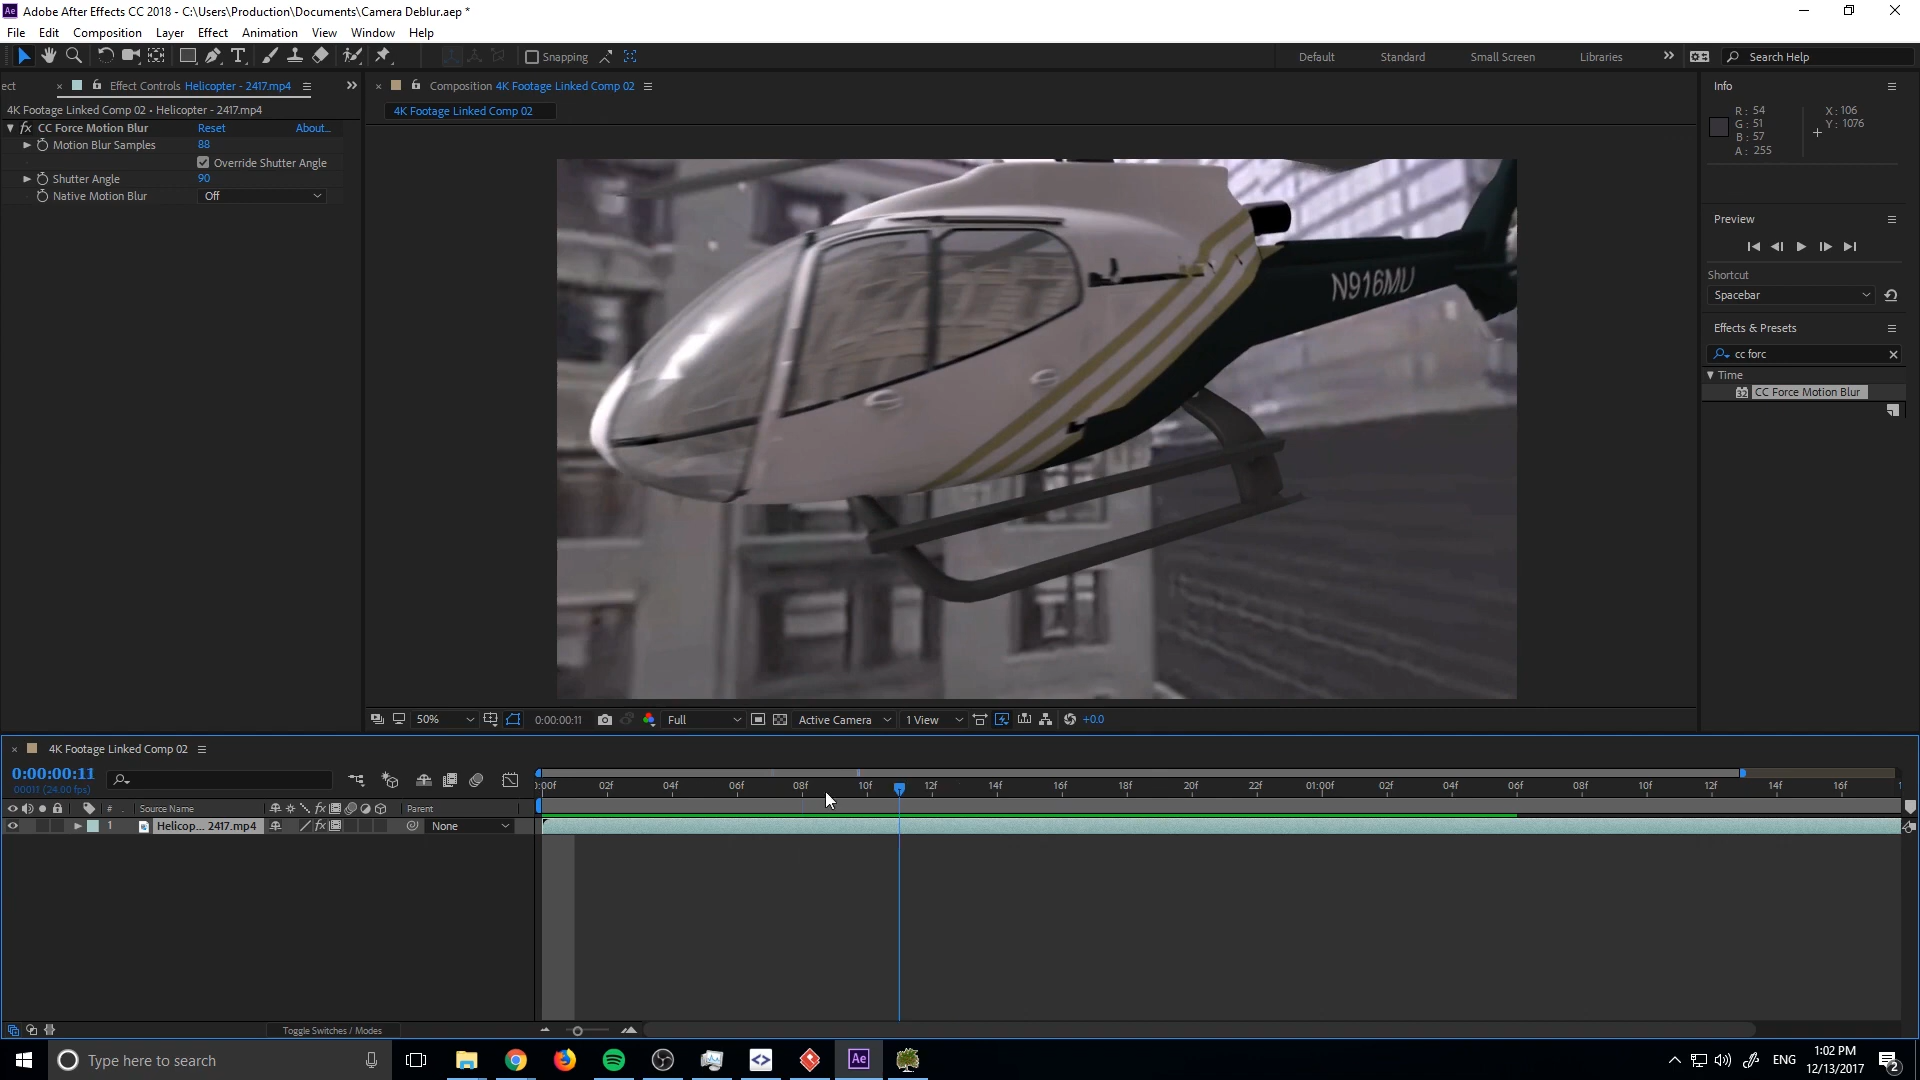 Adobe After Effects CC 2018 - C:\Users\Production\Documents\Camera Deblur.aep *
File Edit Composition Layer Effect Animation View Window Help
Snapping Default Standard Small Screen Libraries Search Help
ect Effect Controls Helicopter - 2417.mp4
Composition 4K Footage Linked Comp 02
Info
4K Footage Linked Comp 02 • Helicopter - 2417.mp4
4K Footage Linked Comp 02
R: 54
G: 51
B: 57
A: 255
X: 106
Y: 1076
fx CC Force Motion Blur Reset About...
Motion Blur Samples 88
Override Shutter Angle
Shutter Angle 90
Native Motion Blur Off
Preview
Shortcut
Spacebar
Effects & Presets
cc forc
Time
32 CC Force Motion Blur
N916MU
50% 0:00:00:11 Full Active Camera 1 View +0.0
4K Footage Linked Comp 02
0:00:00:11
00011 (24.00 fps)
:00f 02f 04f 06f 08f 10f 12f 14f 16f 18f 20f 22f 01:00f 02f 04f 06f 08f 10f 12f 14f 16f 1
# Source Name fx Parent
1 Helicop... 2417.mp4 fx None
Toggle Switches / Modes
Type here to search
Ae
ENG
1:02 PM
12/13/2017
2